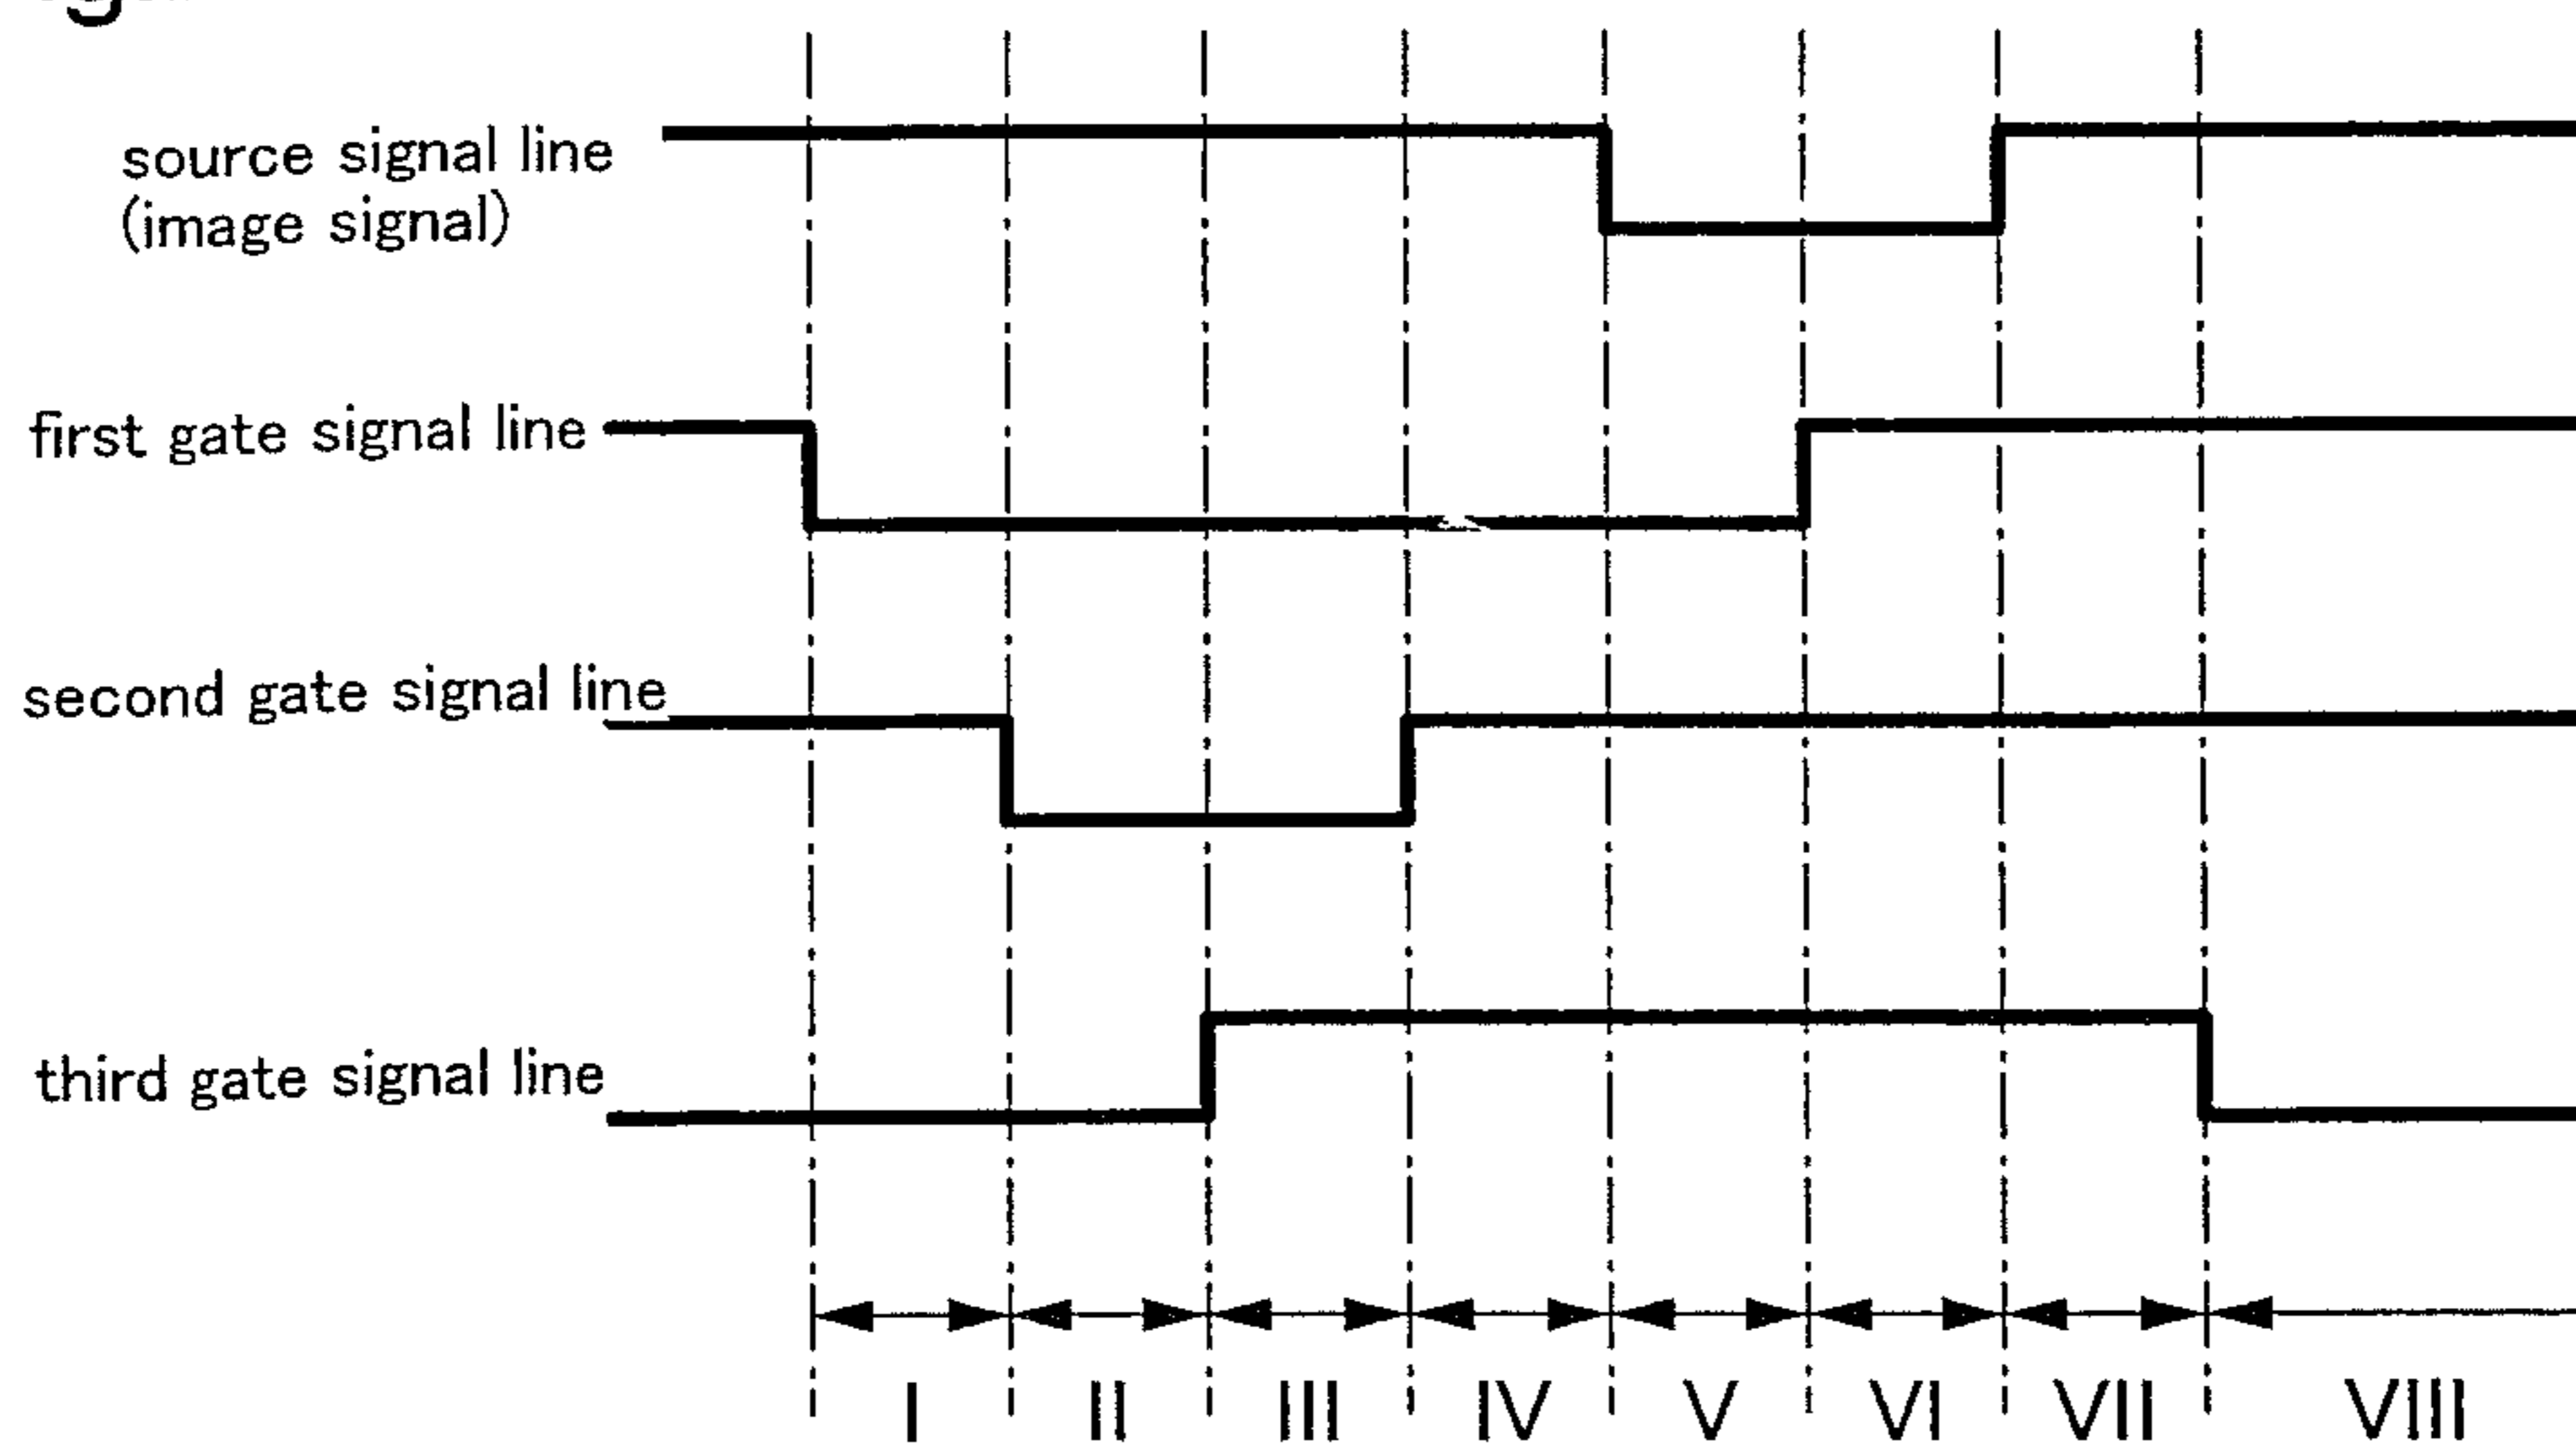 source signal line
(image signal)
first gate signal line
second gate signal line
third gate signal line
I II III IV V VI VII VIII